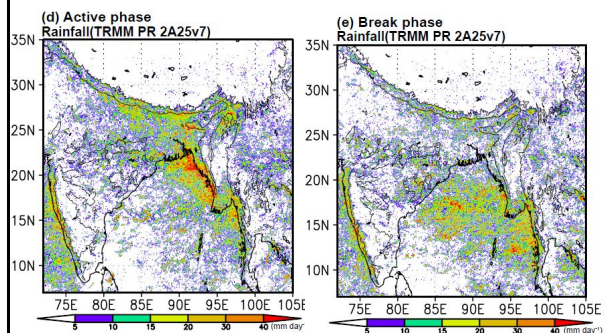 (d) Active phase
Rainfall(TRMM PR 2A25v7)
35N
30N
25N
20N
15N
10N
75E 80E 85E 90E 95E 100E 105E
5 10 15 20 30 40 (mm day⁻
(e) Break phase
Rainfall(TRMM PR 2A25v7)
35N
30N
25N
20N
15N
10N
75E 80E 85E 90E 95E 100E 105E
5 10 15 20 30 40 (mm day⁻¹)